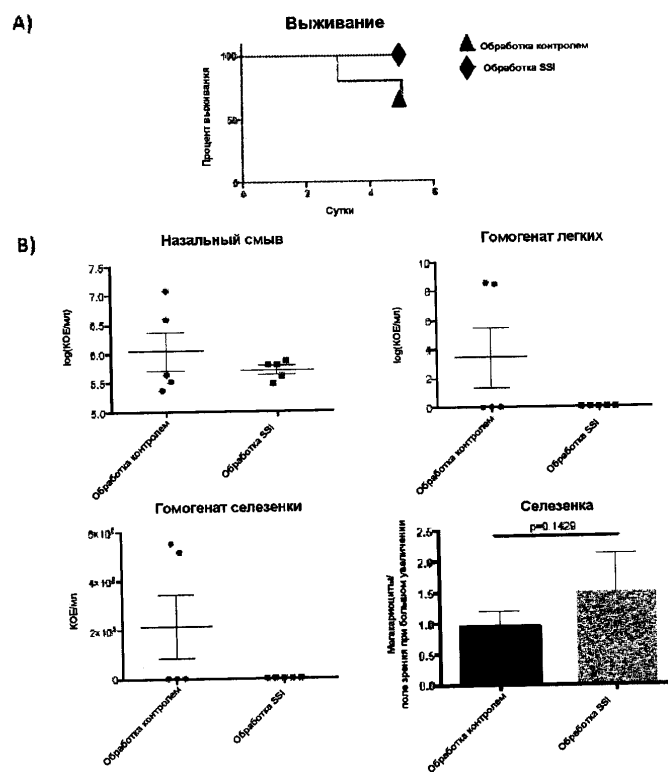 A)
Выживание
Обработка контролем
Обработка SSI
Процент выживания
100
50
0
0 2 4 6
Сутки
B)
Назальный смыв
log(КОЕ/мл)
7.5
7.0
6.5
6.0
5.5
5.0
Обработка контролем
Обработка SSI
Гомогенат легких
log(КОЕ/мл)
10
8
6
4
2
0
Обработка контролем
Обработка SSI
Гомогенат селезенки
КОЕ/мл
0
Обработка контролем
Обработка SSI
Селезенка
p=0.1429
Мегакариоциты/
поле зрения при большом увеличении
2.5
2.0
1.5
1.0
0.5
0.0
Обработка контролем
Обработка SSI